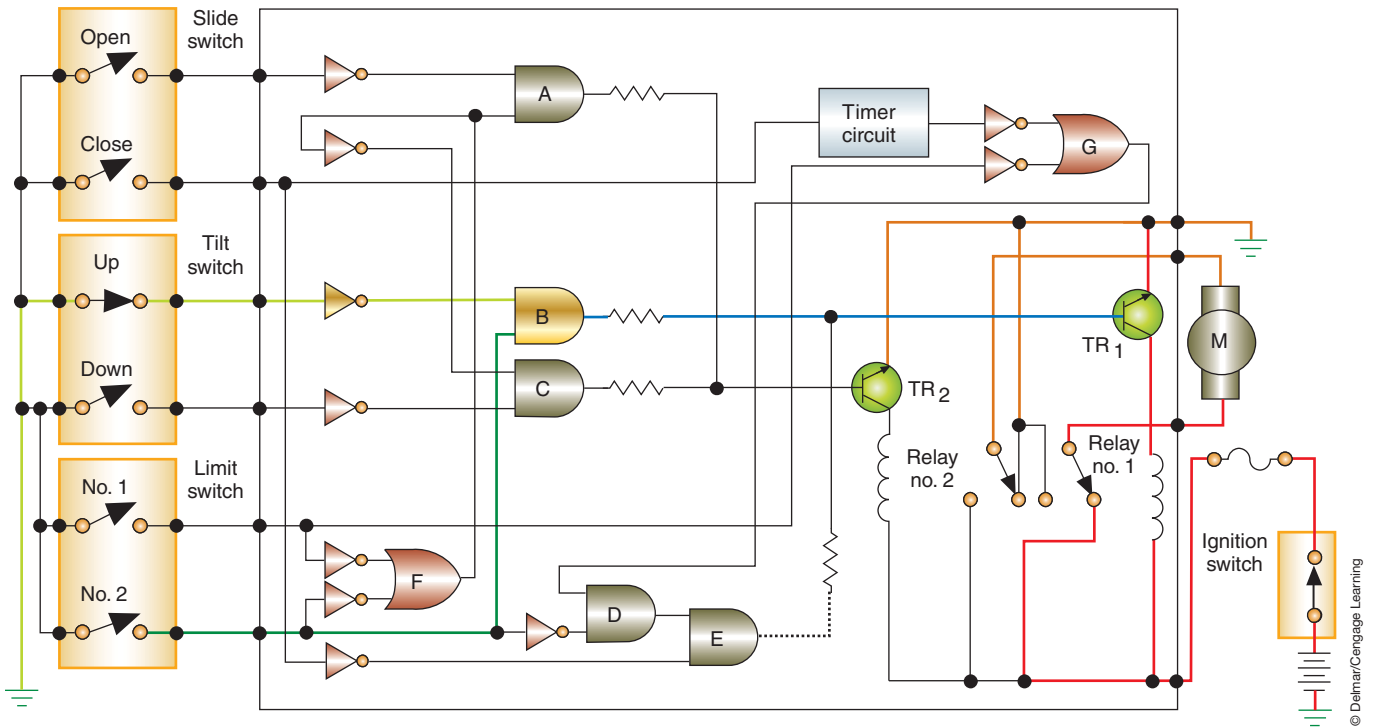 Slide
switch
Open
Close
Tilt
switch
Up
Down
Limit
switch
No. 1
No. 2
A
B
C
D
E
F
G
Timer
circuit
TR 1
TR 2
M
Relay
no. 2
Relay
no. 1
Ignition
switch
© Delmar/Cengage Learning